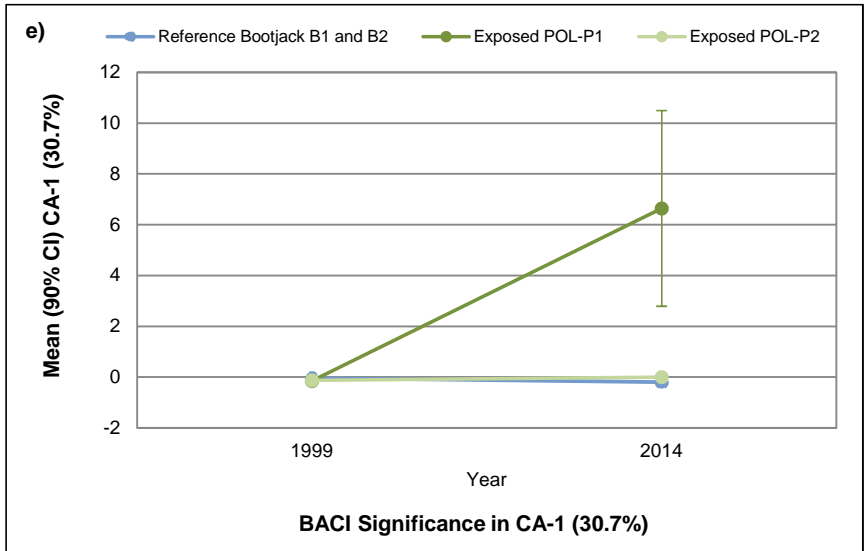 e)
Reference Bootjack B1 and B2 Exposed POL-P1 Exposed POL-P2
Mean (90% CI) CA-1 (30.7%)
12
10
8
6
4
2
0
-2
1999 2014
Year
BACI Significance in CA-1 (30.7%)